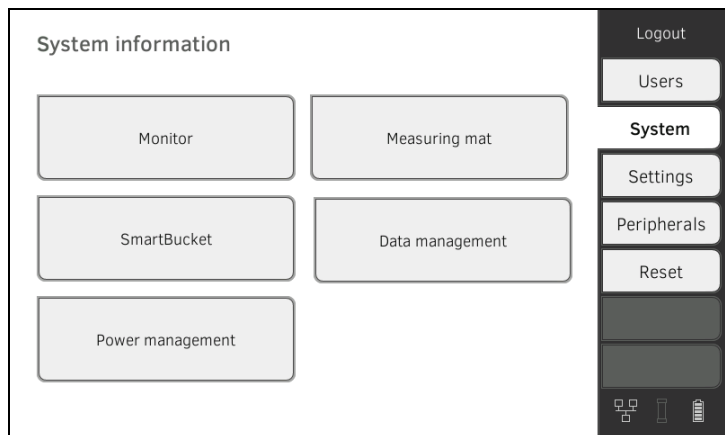 System information
Monitor
Measuring mat
SmartBucket
Data management
Power management
Logout
Users
System
Settings
Peripherals
Reset